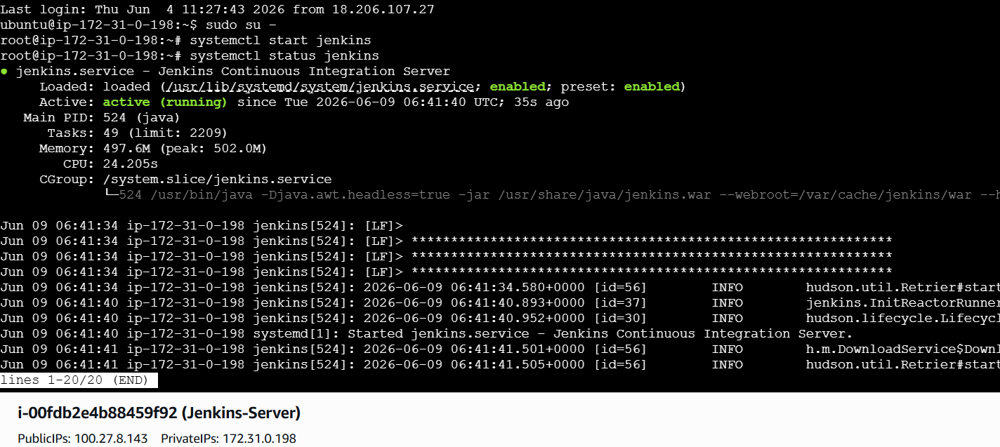 Last login: Thu Jun  4 11:27:43 2026 from 18.206.107.27
ubuntu@ip-172-31-0-198:~$ sudo su -
root@ip-172-31-0-198:~# systemctl start jenkins
root@ip-172-31-0-198:~# systemctl status jenkins
● jenkins.service - Jenkins Continuous Integration Server
     Loaded: loaded (/usr/lib/systemd/system/jenkins.service; enabled; preset: enabled)
     Active: active (running) since Tue 2026-06-09 06:41:40 UTC; 35s ago
   Main PID: 524 (java)
      Tasks: 49 (limit: 2209)
     Memory: 497.6M (peak: 502.0M)
        CPU: 24.205s
     CGroup: /system.slice/jenkins.service
             └─524 /usr/bin/java -Djava.awt.headless=true -jar /usr/share/java/jenkins.war --webroot=/var/cache/jenkins/war --h
Jun 09 06:41:34 ip-172-31-0-198 jenkins[524]: [LF]>
Jun 09 06:41:34 ip-172-31-0-198 jenkins[524]: [LF]> *************************************************************
Jun 09 06:41:34 ip-172-31-0-198 jenkins[524]: [LF]> *************************************************************
Jun 09 06:41:34 ip-172-31-0-198 jenkins[524]: [LF]> *************************************************************
Jun 09 06:41:34 ip-172-31-0-198 jenkins[524]: 2026-06-09 06:41:34.580+0000 [id=56]        INFO        hudson.util.Retrier#start
Jun 09 06:41:40 ip-172-31-0-198 jenkins[524]: 2026-06-09 06:41:40.893+0000 [id=37]        INFO        jenkins.InitReactorRunner
Jun 09 06:41:40 ip-172-31-0-198 jenkins[524]: 2026-06-09 06:41:40.952+0000 [id=30]        INFO        hudson.lifecycle.Lifecycl
Jun 09 06:41:40 ip-172-31-0-198 systemd[1]: Started jenkins.service - Jenkins Continuous Integration Server.
Jun 09 06:41:41 ip-172-31-0-198 jenkins[524]: 2026-06-09 06:41:41.501+0000 [id=56]        INFO        h.m.DownloadService$Downl
Jun 09 06:41:41 ip-172-31-0-198 jenkins[524]: 2026-06-09 06:41:41.505+0000 [id=56]        INFO        hudson.util.Retrier#start
lines 1-20/20 (END)
i-00fdb2e4b88459f92 (Jenkins-Server)
PublicIPs: 100.27.8.143    PrivateIPs: 172.31.0.198